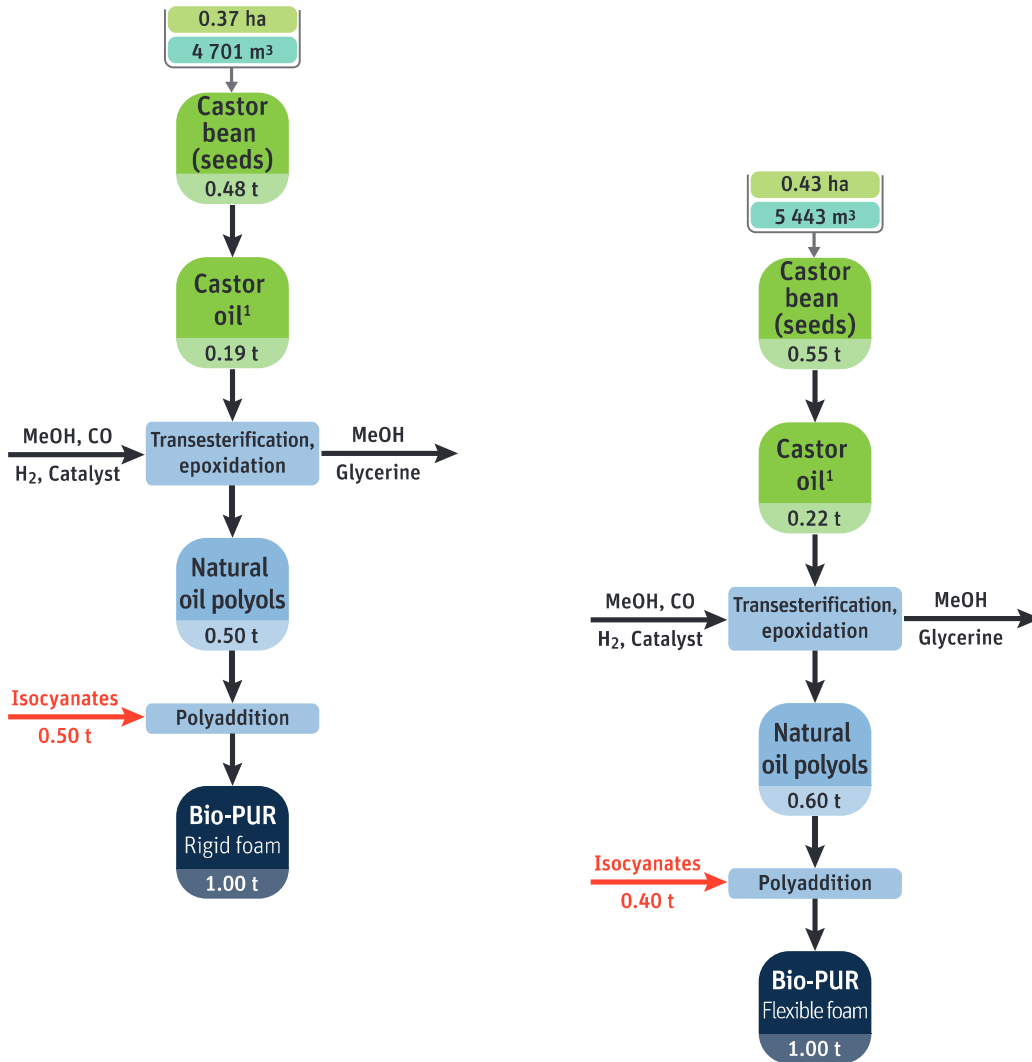 0.37 ha
4 701 m³
Castor
bean
(seeds)
0.48 t
Castor
oil¹
0.19 t
MeOH, CO
H₂, Catalyst
Transesterification,
epoxidation
MeOH
Glycerine
Natural
oil polyols
0.50 t
Isocyanates
0.50 t
Polyaddition
Bio-PUR
Rigid foam
1.00 t
0.43 ha
5 443 m³
Castor
bean
(seeds)
0.55 t
Castor
oil¹
0.22 t
MeOH, CO
H₂, Catalyst
Transesterification,
epoxidation
MeOH
Glycerine
Natural
oil polyols
0.60 t
Isocyanates
0.40 t
Polyaddition
Bio-PUR
Flexible foam
1.00 t